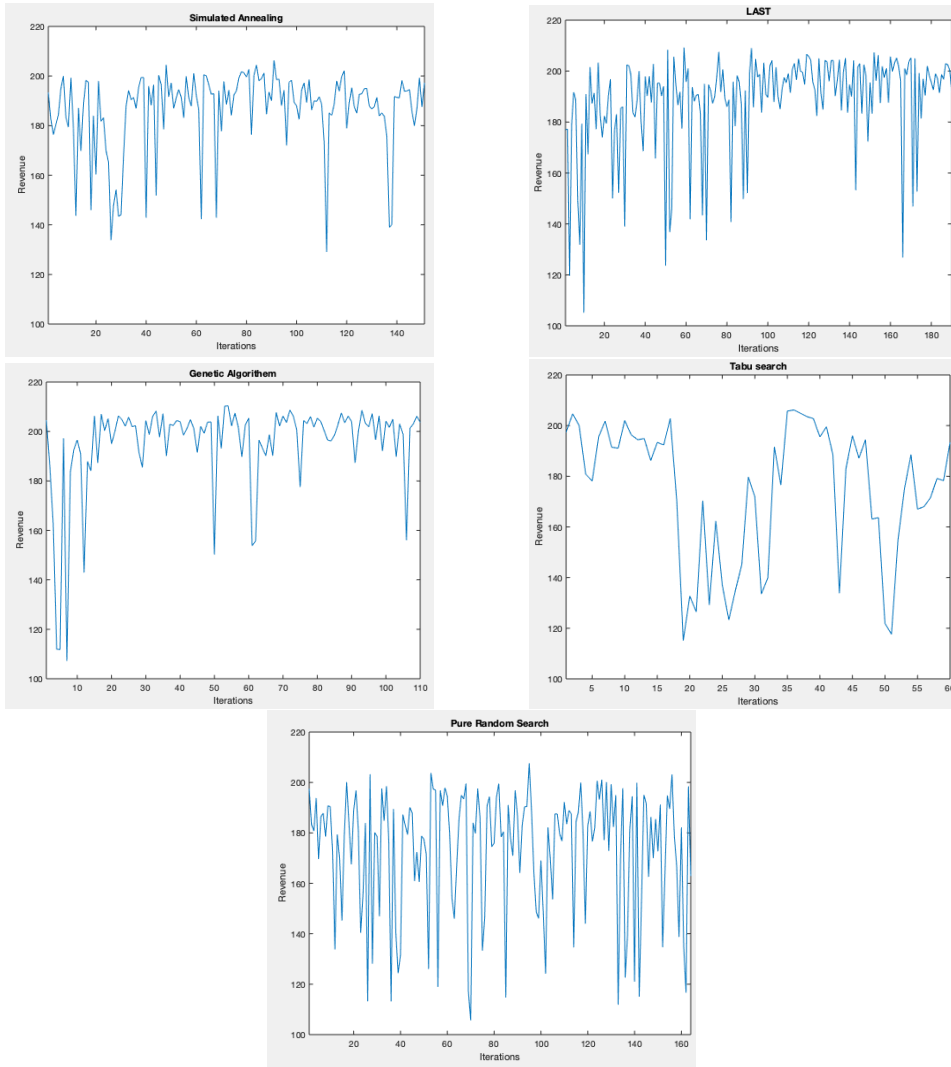 Simulated Annealing
220
200
180
160
140
120
100
Revenue
20 40 60 80 100 120 140
Iterations
LAST
220
200
180
160
140
120
100
Revenue
20 40 60 80 100 120 140 160 180
Iterations
Genetic Algorithem
220
200
180
160
140
120
100
Revenue
10 20 30 40 50 60 70 80 90 100 110
Iterations
Tabu search
220
200
180
160
140
120
100
Revenue
5 10 15 20 25 30 35 40 45 50 55 60
Iterations
Pure Random Search
220
200
180
160
140
120
100
Revenue
20 40 60 80 100 120 140 160
Iterations